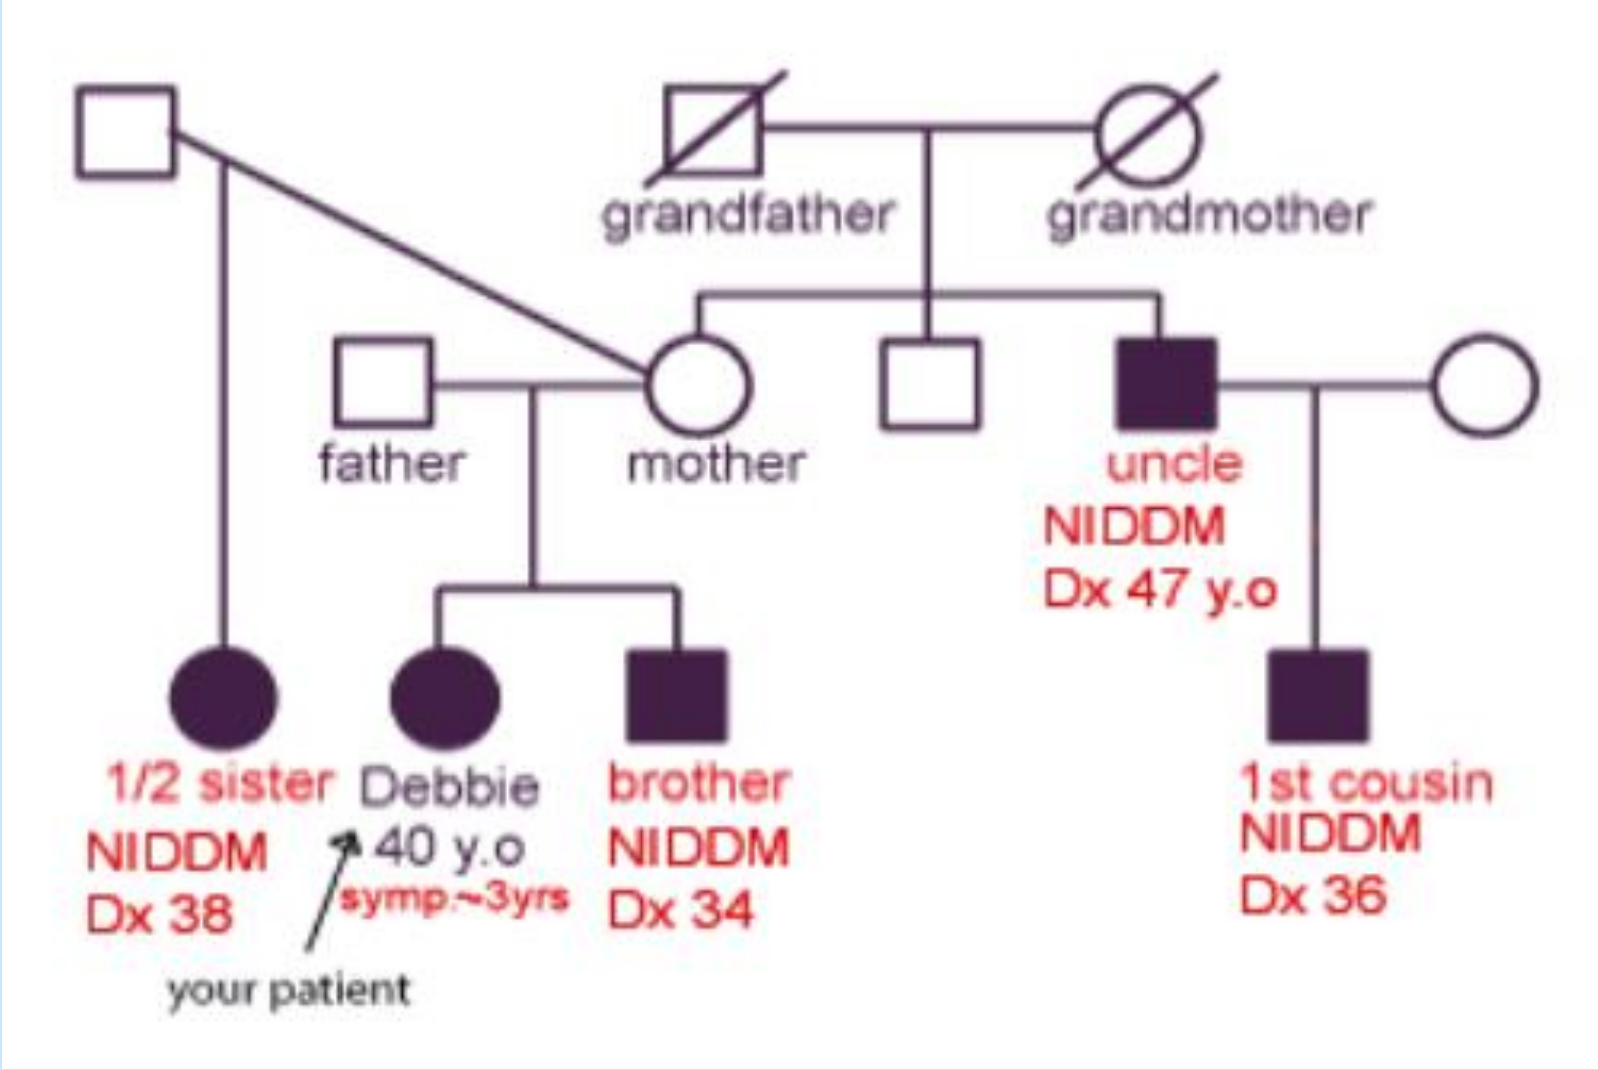 grandfather
grandmother
father
mother
uncle
NIDDM
Dx 47 y.o
1/2 sister
NIDDM
Dx 38
Debbie
40 y.o
symp.~3yrs
brother
NIDDM
Dx 34
1st cousin
NIDDM
Dx 36
your patient